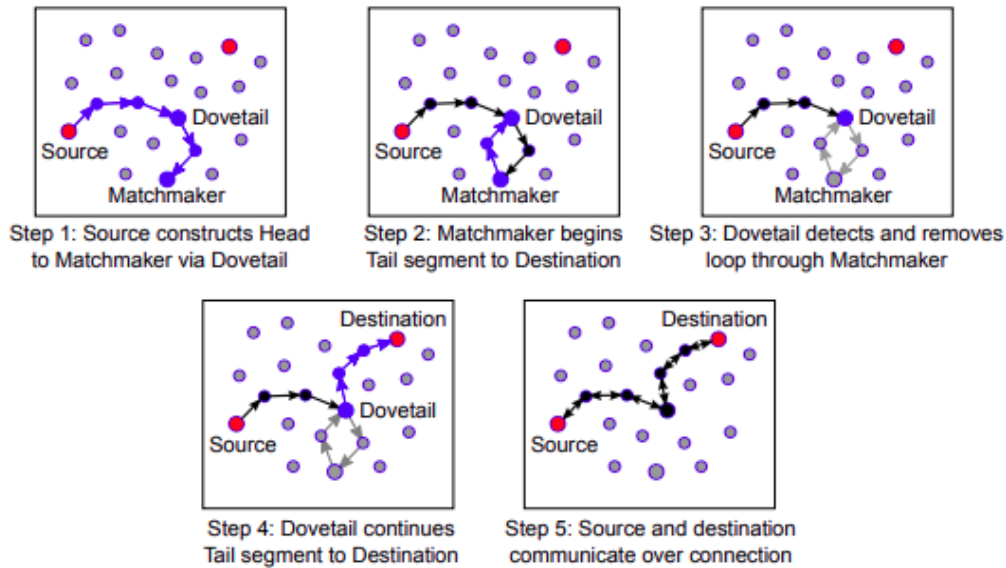 Dovetail
Source
Matchmaker
Step 1: Source constructs Head
to Matchmaker via Dovetail
Dovetail
Source
Matchmaker
Step 2: Matchmaker begins
Tail segment to Destination
Dovetail
Source
Matchmaker
Step 3: Dovetail detects and removes
loop through Matchmaker
Destination
Dovetail
Source
Step 4: Dovetail continues
Tail segment to Destination
Destination
Source
Step 5: Source and destination
communicate over connection